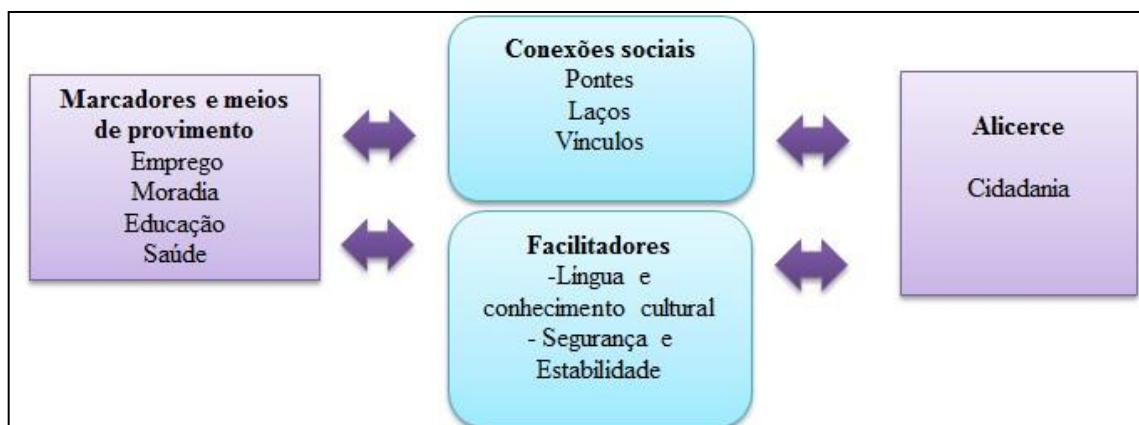 Marcadores e meios
de provimento
Emprego
Moradia
Educação
Saúde
Conexões sociais
Pontes
Laços
Vínculos
Facilitadores
-Língua e
conhecimento cultural
- Segurança e
Estabilidade
Alicerce
Cidadania